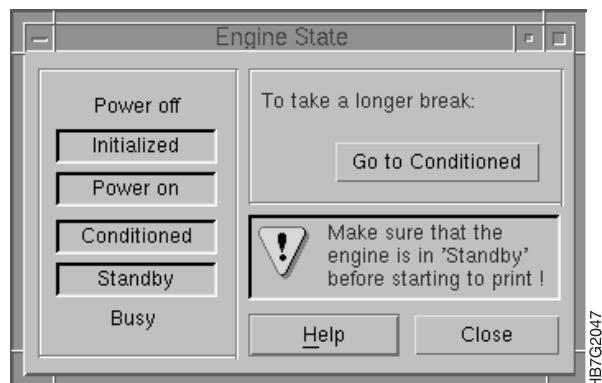 Engine State
Power off
Initialized
Power on
Conditioned
Standby
Busy
To take a longer break:
Go to Conditioned
!
Make sure that the
engine is in 'Standby'
before starting to print !
Help
Close
HB7G2047